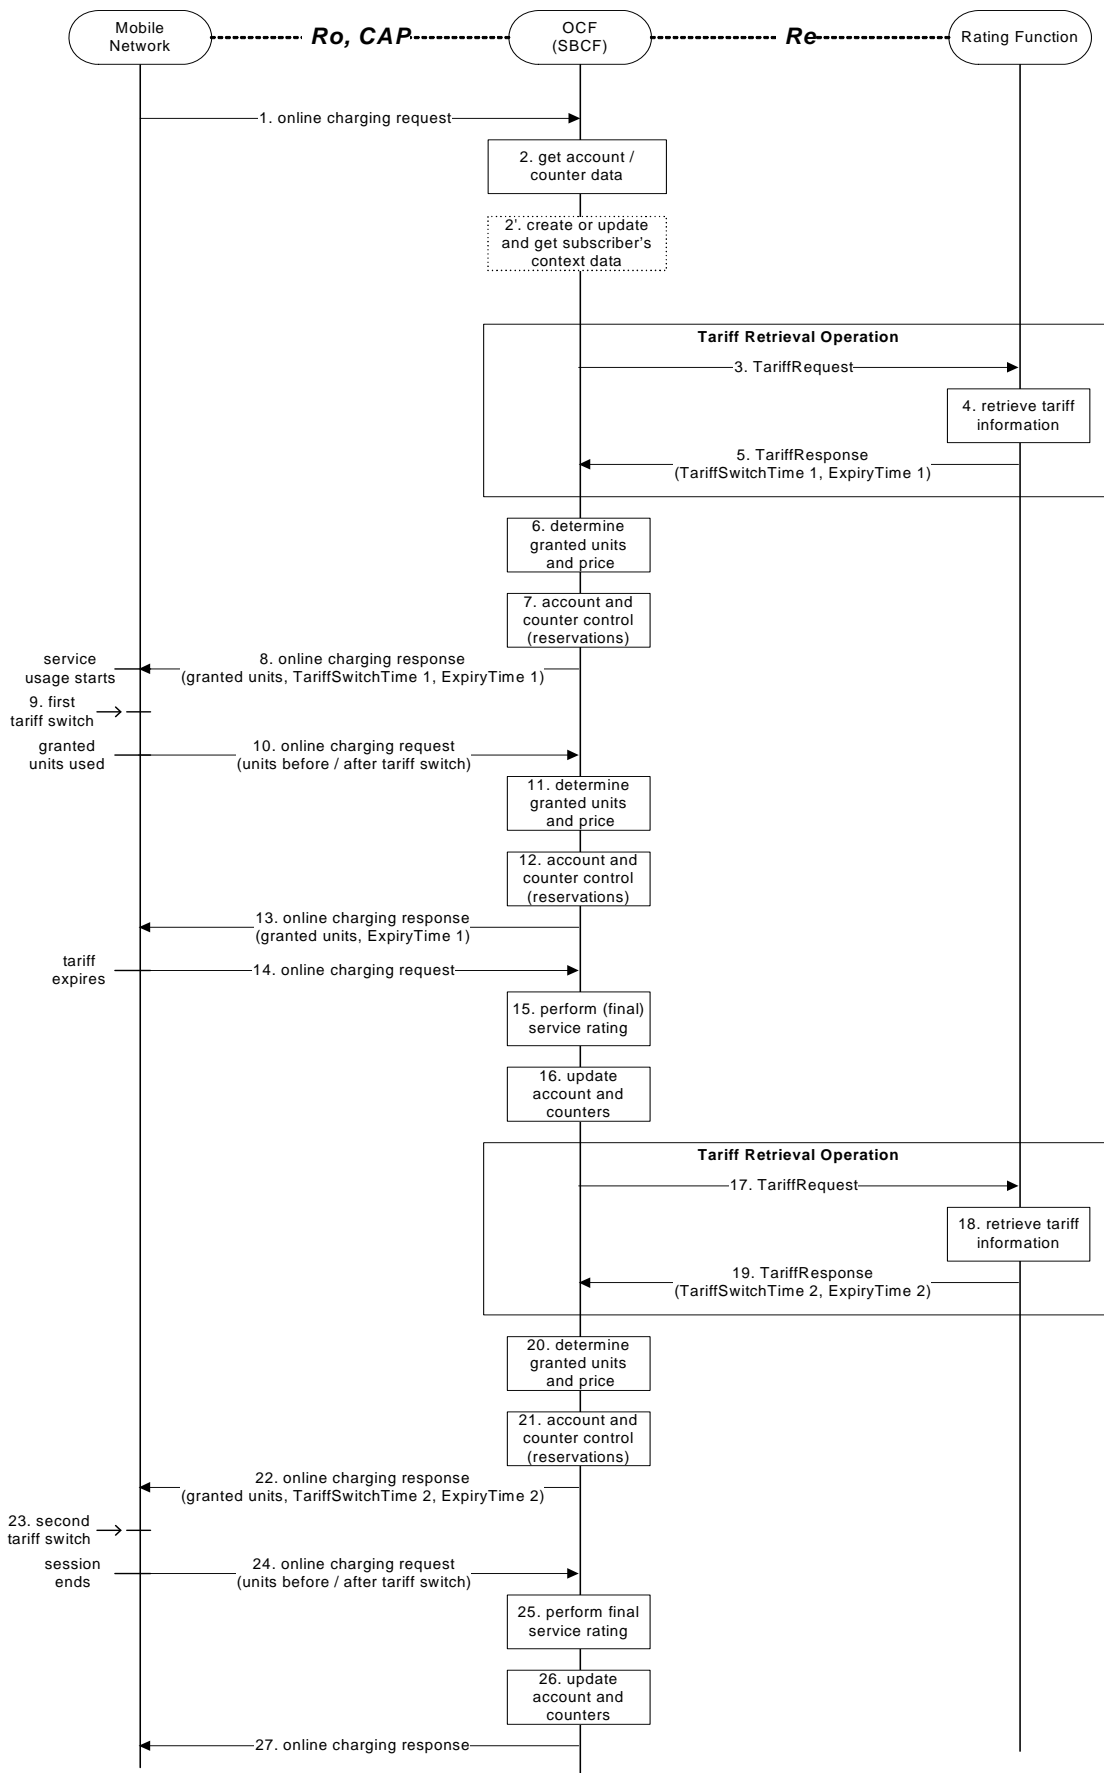 Mobile
Network
Ro, CAP
OCF
(SBCF)
Re
Rating Function
1. online charging request
2. get account /
counter data
2'. create or update
and get subscriber's
context data
Tariff Retrieval Operation
3. TariffRequest
4. retrieve tariff
information
5. TariffResponse
(TariffSwitchTime 1, ExpiryTime 1)
6. determine
granted units
and price
7. account and
counter control
(reservations)
service
usage starts
8. online charging response
(granted units, TariffSwitchTime 1, ExpiryTime 1)
9. first
tariff switch
granted
units used
10. online charging request
(units before / after tariff switch)
11. determine
granted units
and price
12. account and
counter control
(reservations)
13. online charging response
(granted units, ExpiryTime 1)
tariff
expires
14. online charging request
15. perform (final)
service rating
16. update
account and
counters
Tariff Retrieval Operation
17. TariffRequest
18. retrieve tariff
information
19. TariffResponse
(TariffSwitchTime 2, ExpiryTime 2)
20. determine
granted units
and price
21. account and
counter control
(reservations)
22. online charging response
(granted units, TariffSwitchTime 2, ExpiryTime 2)
23. second
tariff switch
session
ends
24. online charging request
(units before / after tariff switch)
25. perform final
service rating
26. update
account and
counters
27. online charging response